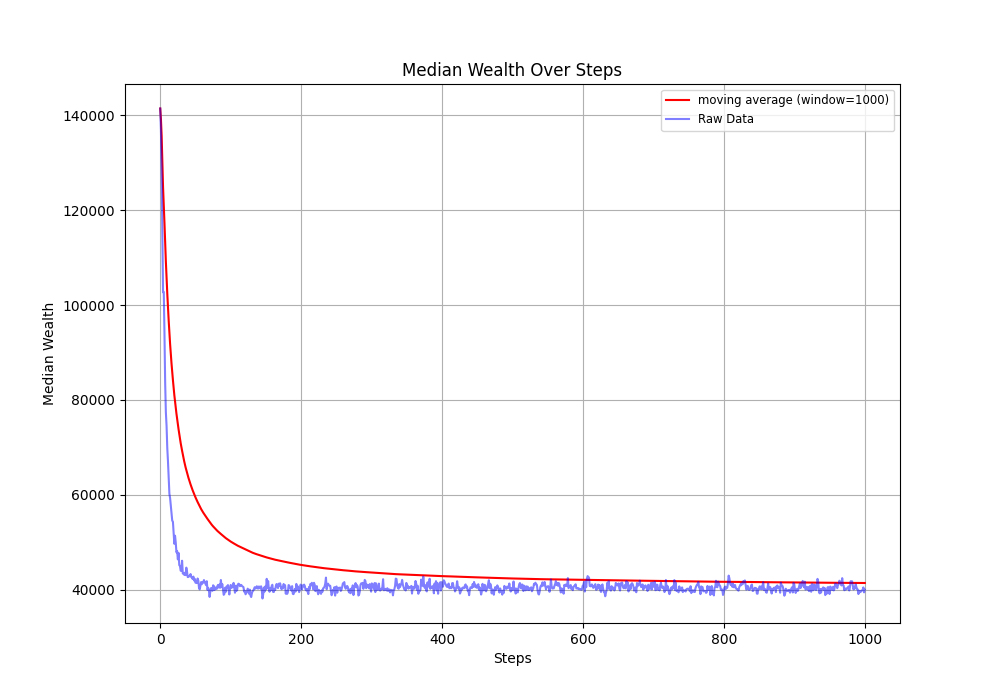 Median Wealth Over Steps
moving average (window=1000)
Raw Data
140000
120000
100000
80000
60000
40000
Median Wealth
0
200
400
600
800
1000
Steps